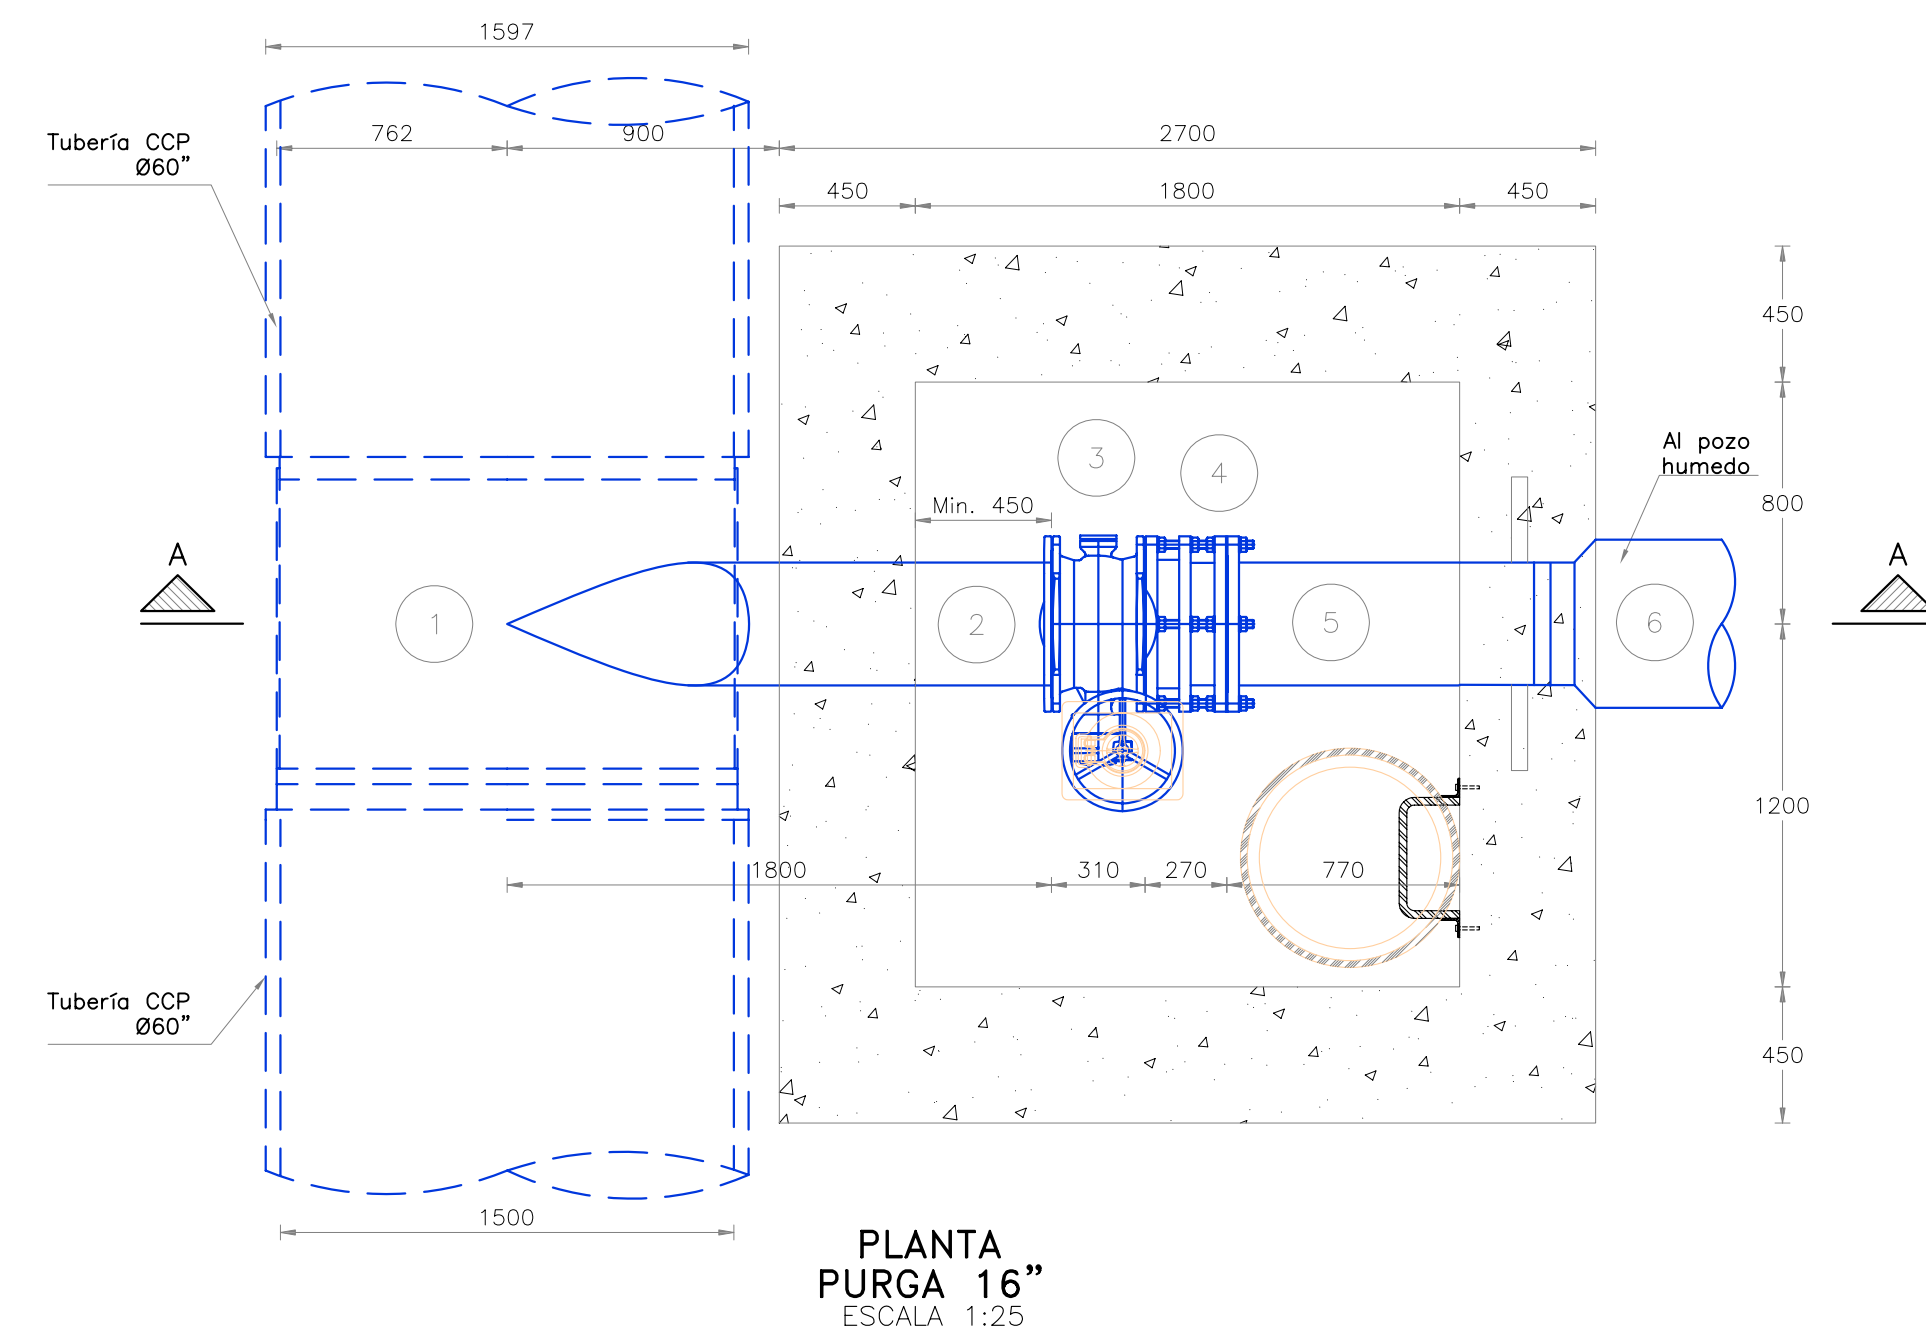 1597
Tubería CCP
Ø60”
762
900
2700
450
1800
450
450
800
1200
450
Al pozo
humedo
3
4
Min. 450
A
A
1
2
5
6
1800
310
270
770
Tubería CCP
Ø60”
1500
PLANTA
PURGA 16”
ESCALA 1:25